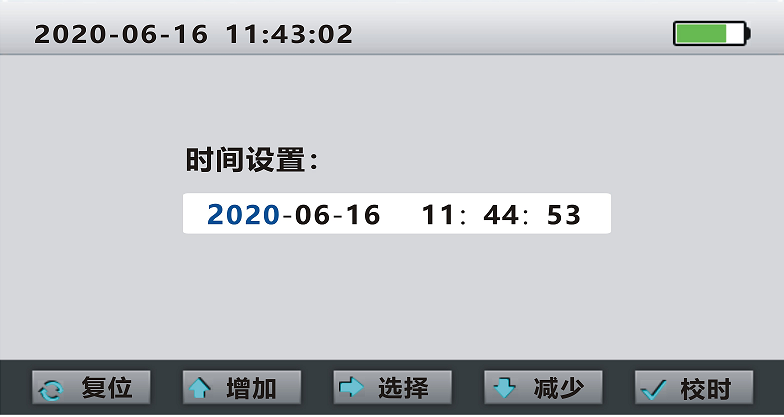 2020-06-16 11:43:02
时间设置：
2020-06-16 11：44：53
复位 增加 选择 减少 校时